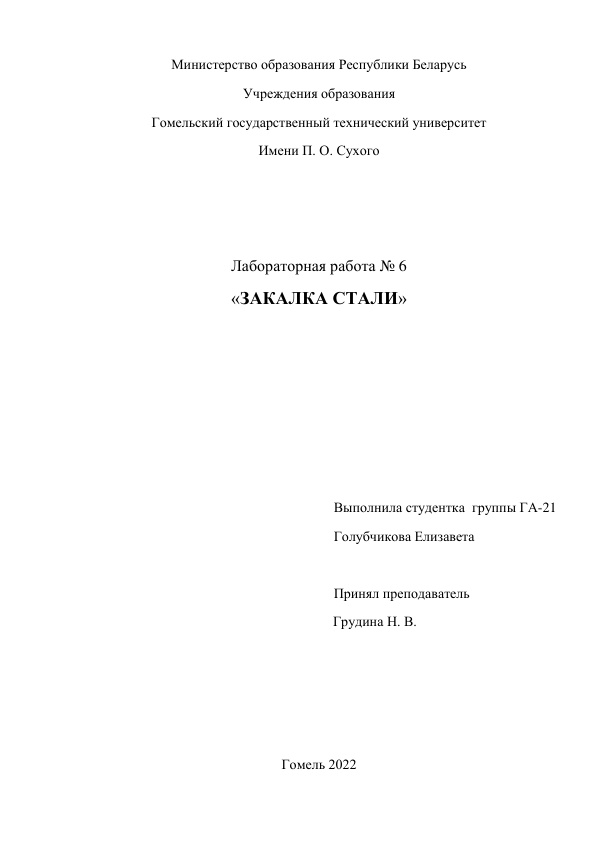 Министерство образования Республики Беларусь
Учреждения образования
Гомельский государственный технический университет
Имени П. О. Сухого
Лабораторная работа № 6
«ЗАКАЛКА СТАЛИ»
Выполнила студентка  группы ГА-21
Голубчикова Елизавета
Принял преподаватель
Грудина Н. В.
Гомель 2022